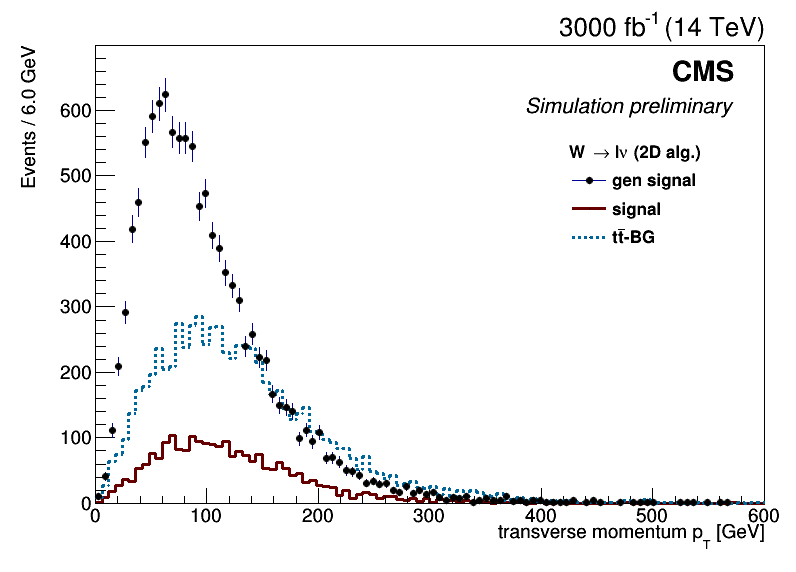 3000 fb⁻¹ (14 TeV)
Events / 6.0 GeV
CMS
Simulation preliminary
W → lν (2D alg.)
gen signal
signal
tt̄-BG
600
500
400
300
200
100
0
0 100 200 300 400 500 600
transverse momentum p_T [GeV]